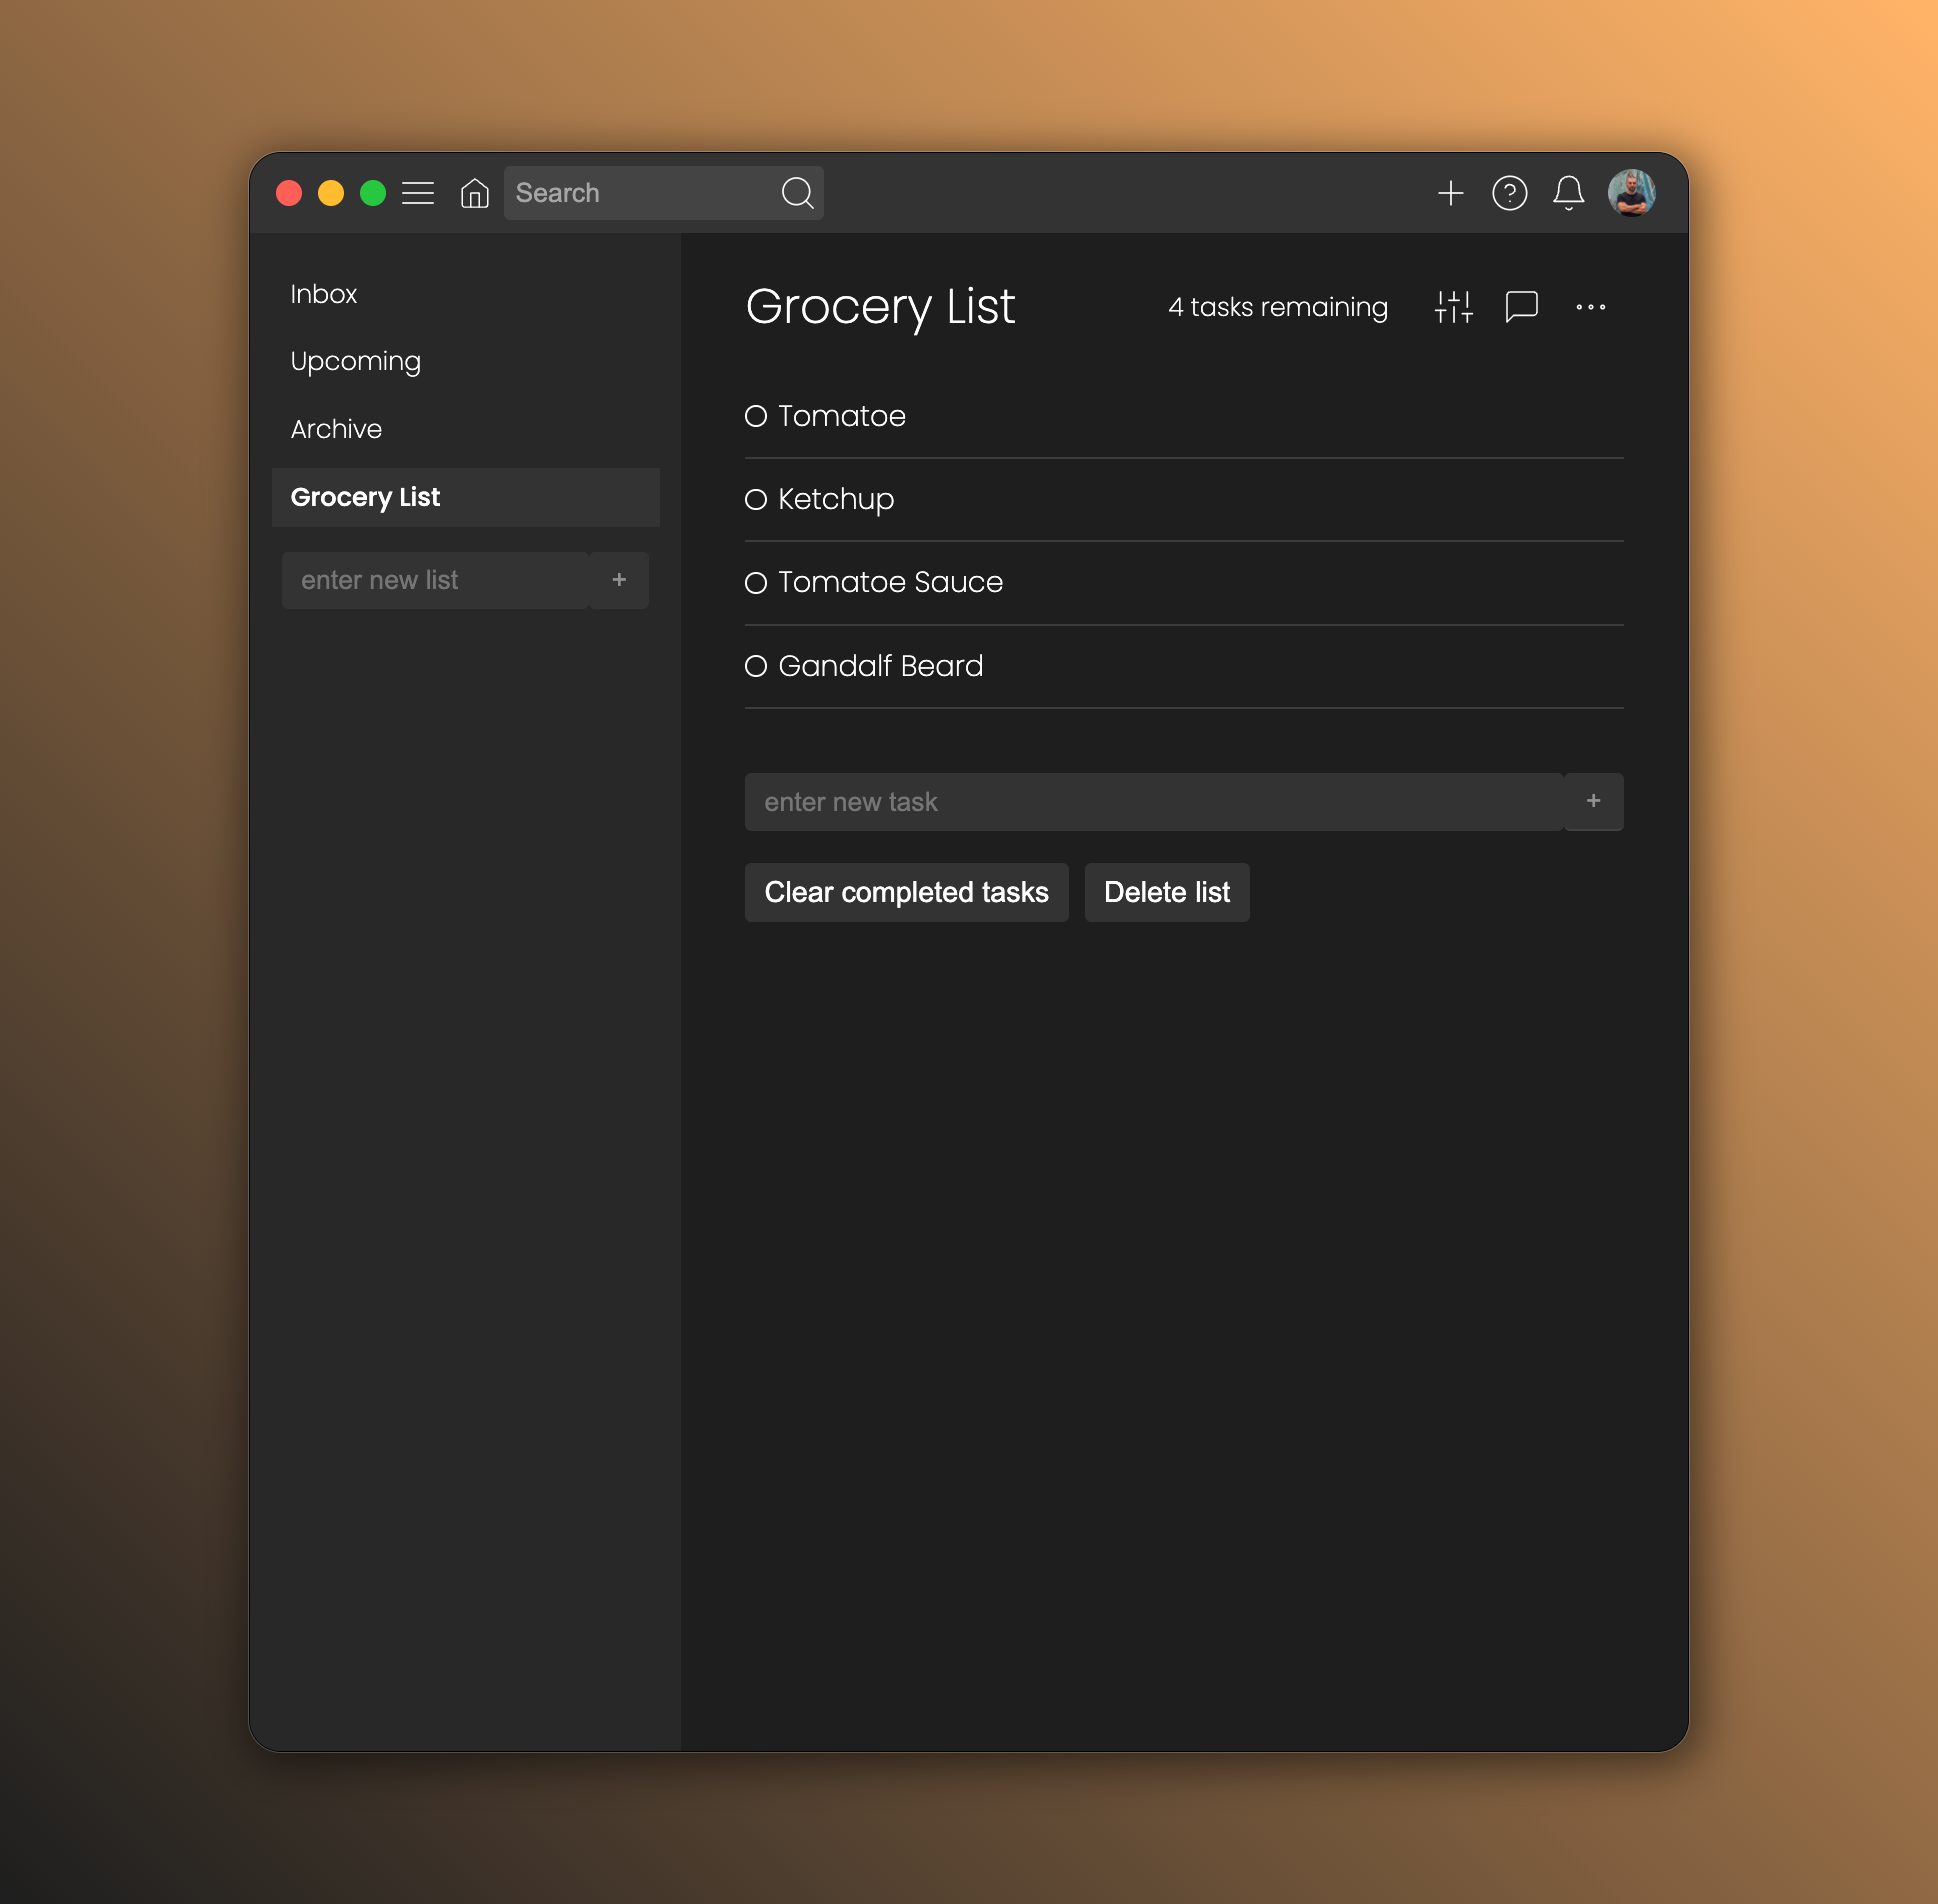 Search
Inbox
Upcoming
Archive
Grocery List
enter new list +
Grocery List
4 tasks remaining
Tomatoe
Ketchup
Tomatoe Sauce
Gandalf Beard
enter new task +
Clear completed tasks
Delete list